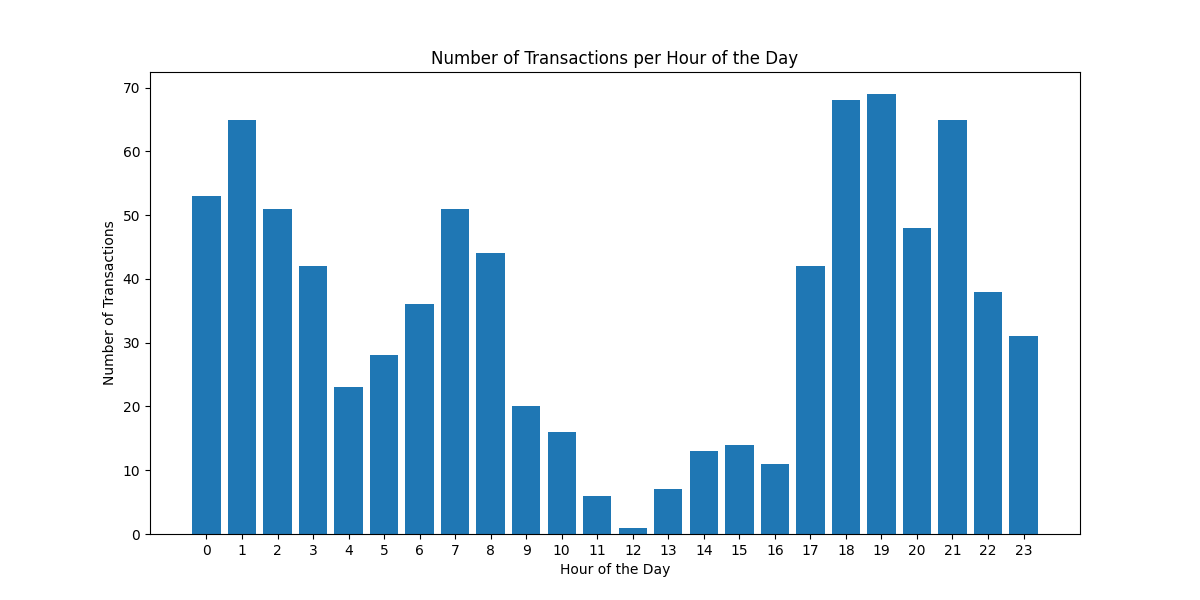 Number of Transactions per Hour of the Day
70
60
50
40
30
20
10
0
Number of Transactions
0 1 2 3 4 5 6 7 8 9 10 11 12 13 14 15 16 17 18 19 20 21 22 23
Hour of the Day